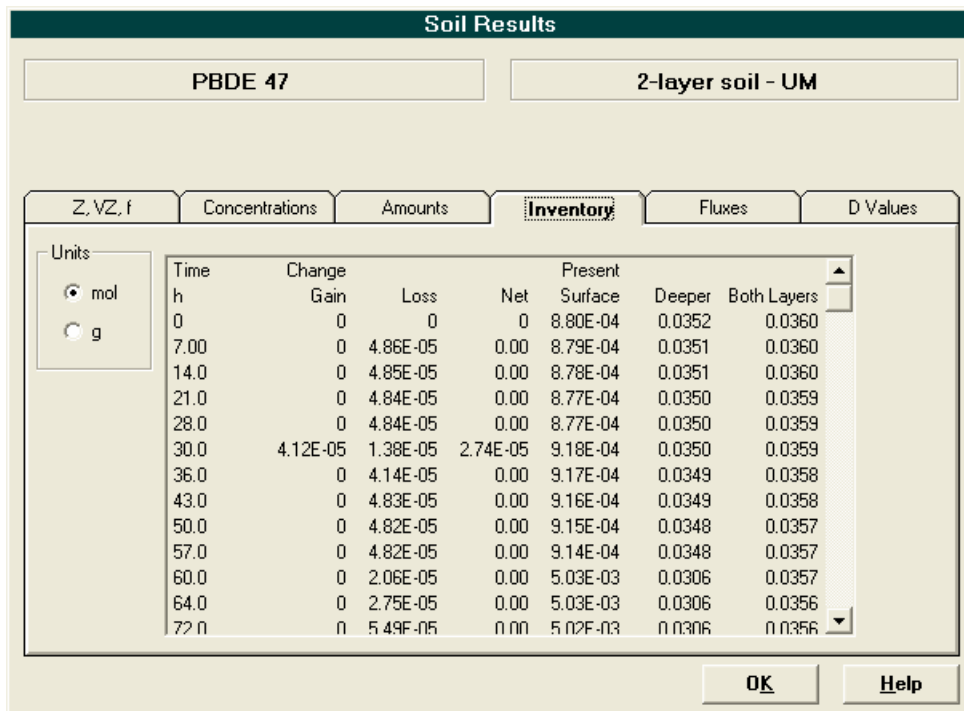 Soil Results
PBDE 47 2-layer soil - UM
Z, VZ, f Concentrations Amounts Inventory Fluxes D Values
Units
mol
g
Time Change Present
h Gain Loss Net Surface Deeper Both Layers
0 0 0 0 8.80E-04 0.0352 0.0360
7.00 0 4.86E-05 0.00 8.79E-04 0.0351 0.0360
14.0 0 4.85E-05 0.00 8.78E-04 0.0351 0.0360
21.0 0 4.84E-05 0.00 8.77E-04 0.0350 0.0359
28.0 0 4.84E-05 0.00 8.77E-04 0.0350 0.0359
30.0 4.12E-05 1.38E-05 2.74E-05 9.18E-04 0.0350 0.0359
36.0 0 4.14E-05 0.00 9.17E-04 0.0349 0.0358
43.0 0 4.83E-05 0.00 9.16E-04 0.0349 0.0358
50.0 0 4.82E-05 0.00 9.15E-04 0.0348 0.0357
57.0 0 4.82E-05 0.00 9.14E-04 0.0348 0.0357
60.0 0 2.06E-05 0.00 5.03E-03 0.0306 0.0357
64.0 0 2.75E-05 0.00 5.03E-03 0.0306 0.0356
72.0 0 5.49E-05 0.00 5.02E-03 0.0306 0.0356
OK Help